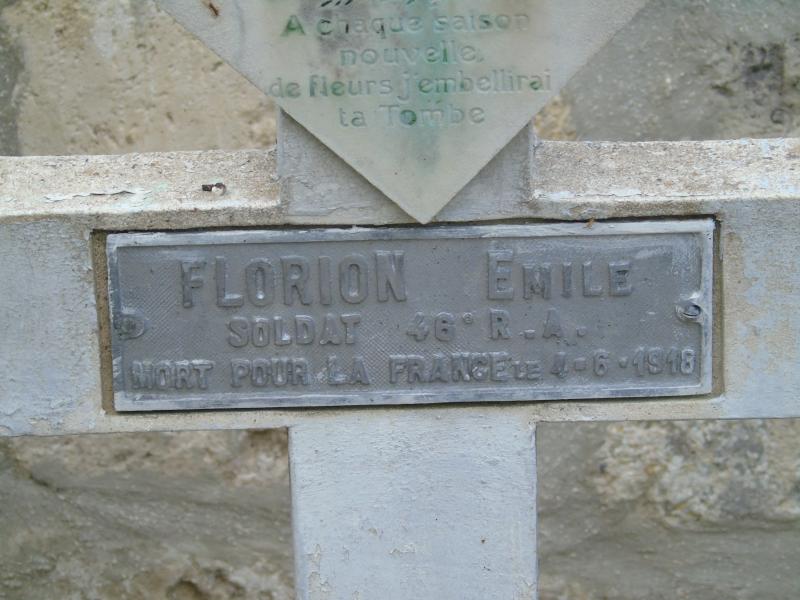 A chaque saison
nouvelle,
de fleurs j'embellirai
ta Tombe
FLORION EMILE
SOLDAT 46° R.A.
MORT POUR LA FRANCE LE 4-6-1918